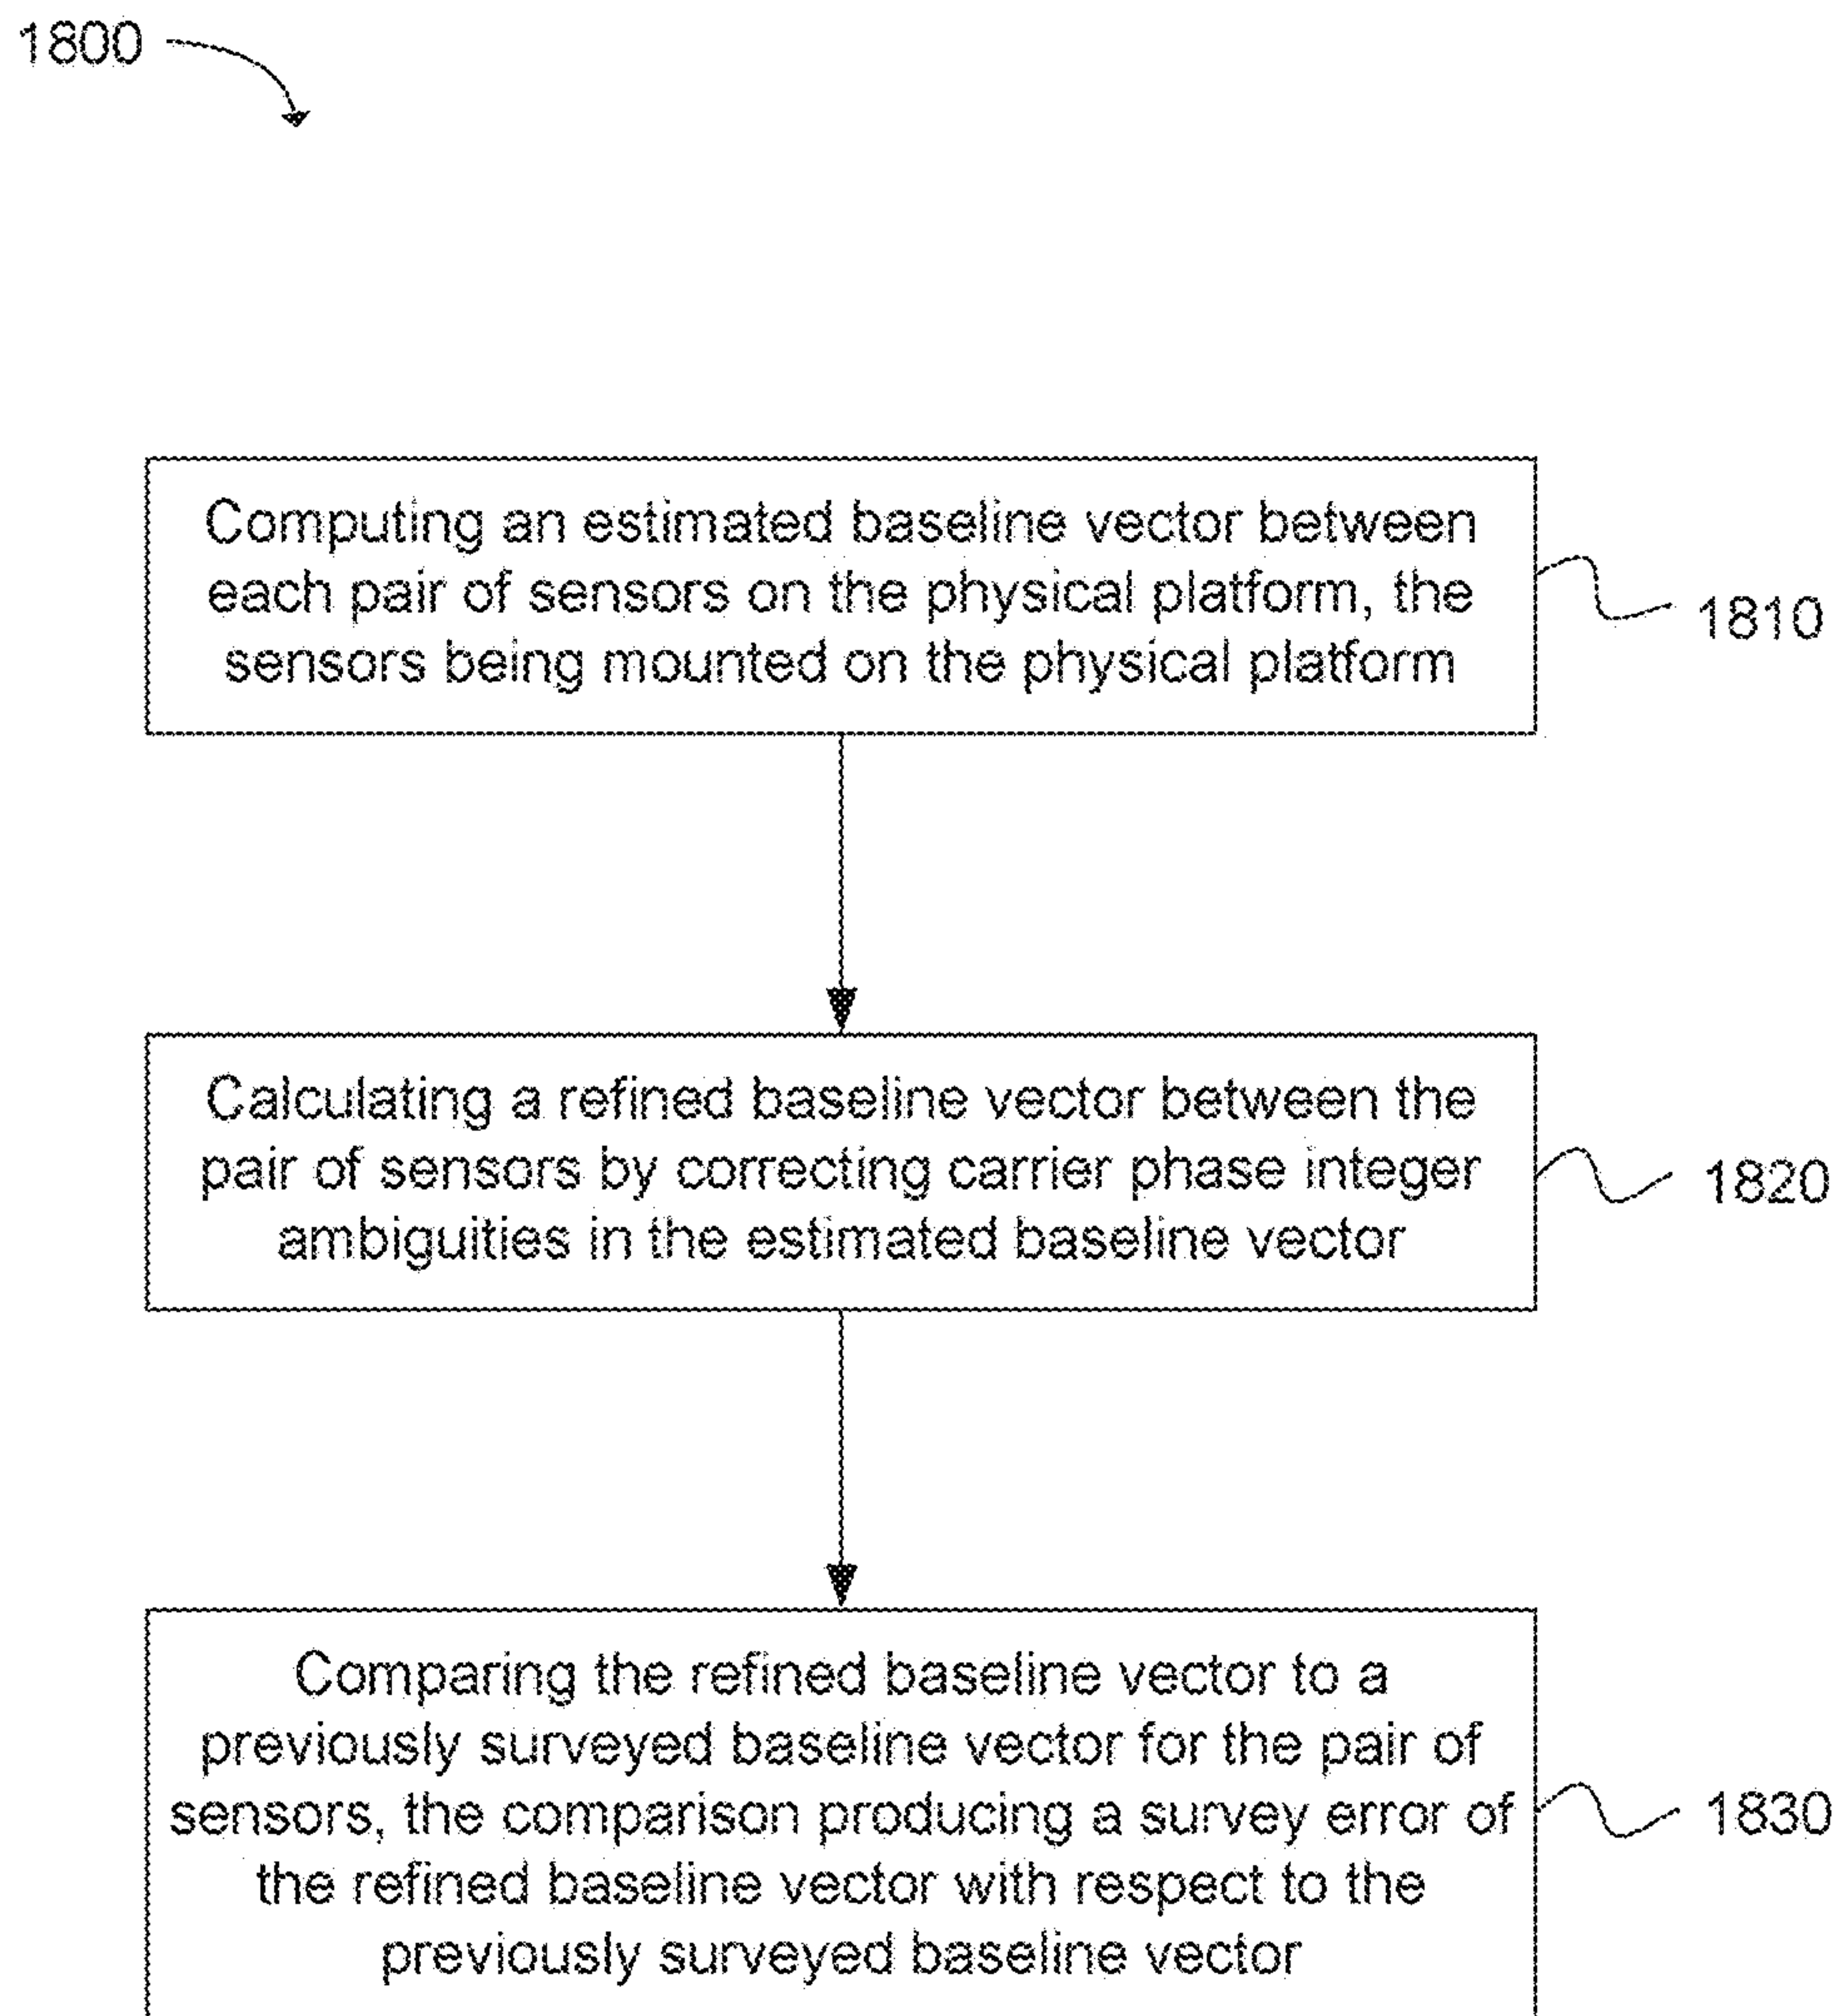 1800
Computing an estimated baseline vector between
each pair of sensors on the physical platform, the
sensors being mounted on the physical platform
1810
Calculating a refined baseline vector between the
pair of sensors by correcting carrier phase integer
ambiguities in the estimated baseline vector
1820
Comparing the refined baseline vector to a
previously surveyed baseline vector for the pair of
sensors, the comparison producing a survey error of
the refined baseline vector with respect to the
previously surveyed baseline vector
1830